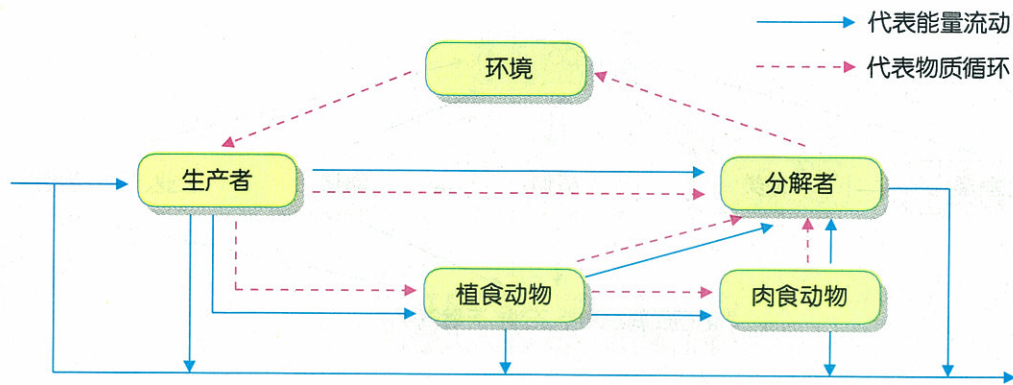 代表能量流动
代表物质循环
环境
生产者
分解者
植食动物
肉食动物